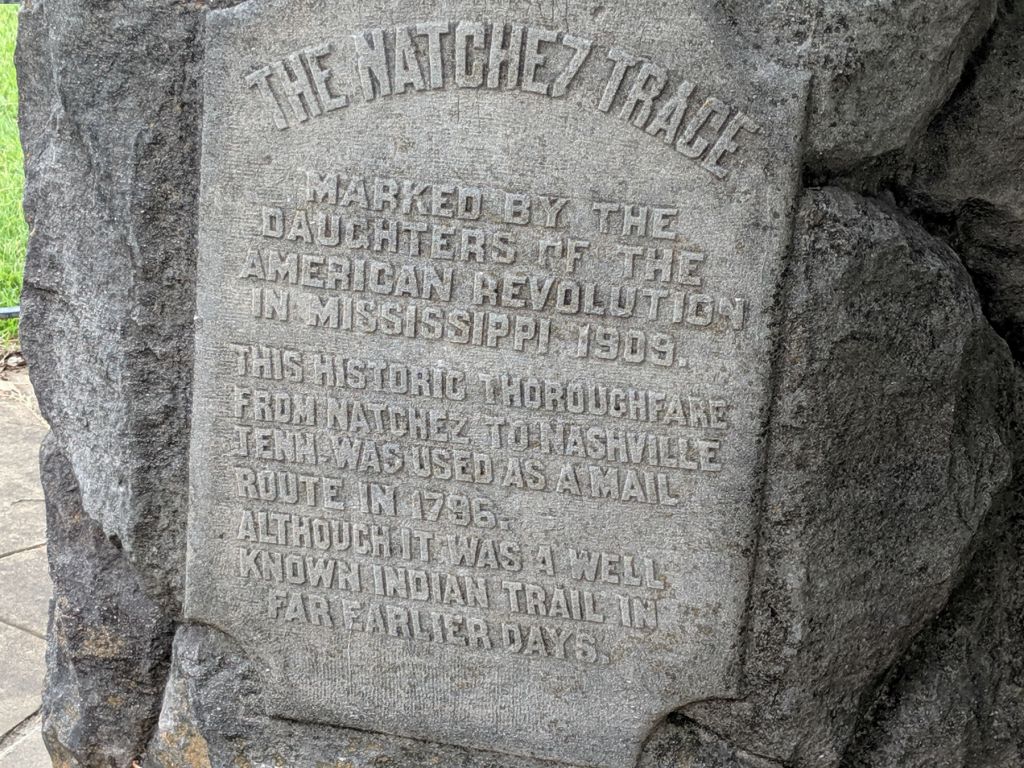 THE NATCHEZ TRACE
MARKED BY THE
DAUGHTERS OF THE
AMERICAN REVOLUTION
IN MISSISSIPPI 1909.
THIS HISTORIC THOROUGHFARE
FROM NATCHEZ TO NASHVILLE
TENN. WAS USED AS A MAIL
ROUTE IN 1796.
ALTHOUGH IT WAS A WELL
KNOWN INDIAN TRAIL IN
FAR EARLIER DAYS.